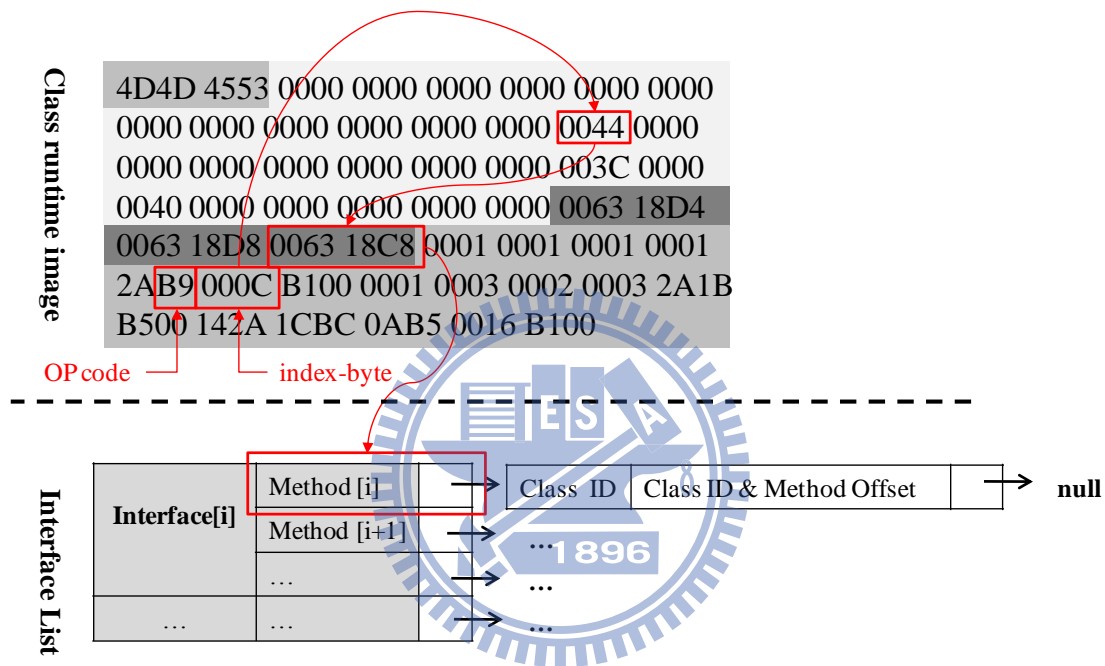 Class runtime image
4D4D 4553 0000 0000 0000 0000 0000 0000
0000 0000 0000 0000 0000 0000 0044 0000
0000 0000 0000 0000 0000 0000 003C 0000
0040 0000 0000 0000 0000 0000 0063 18D4
0063 18D8 0063 18C8 0001 0001 0001 0001
2AB9 000C B100 0001 0003 0002 0003 2A1B
B500 142A 1CBC 0AB5 0016 B100
OP code index-byte
Interface List
Interface[i] Method [i] Class ID Class ID & Method Offset null
Method [i+1] ...
... ...
... ... ...
E S A
1896